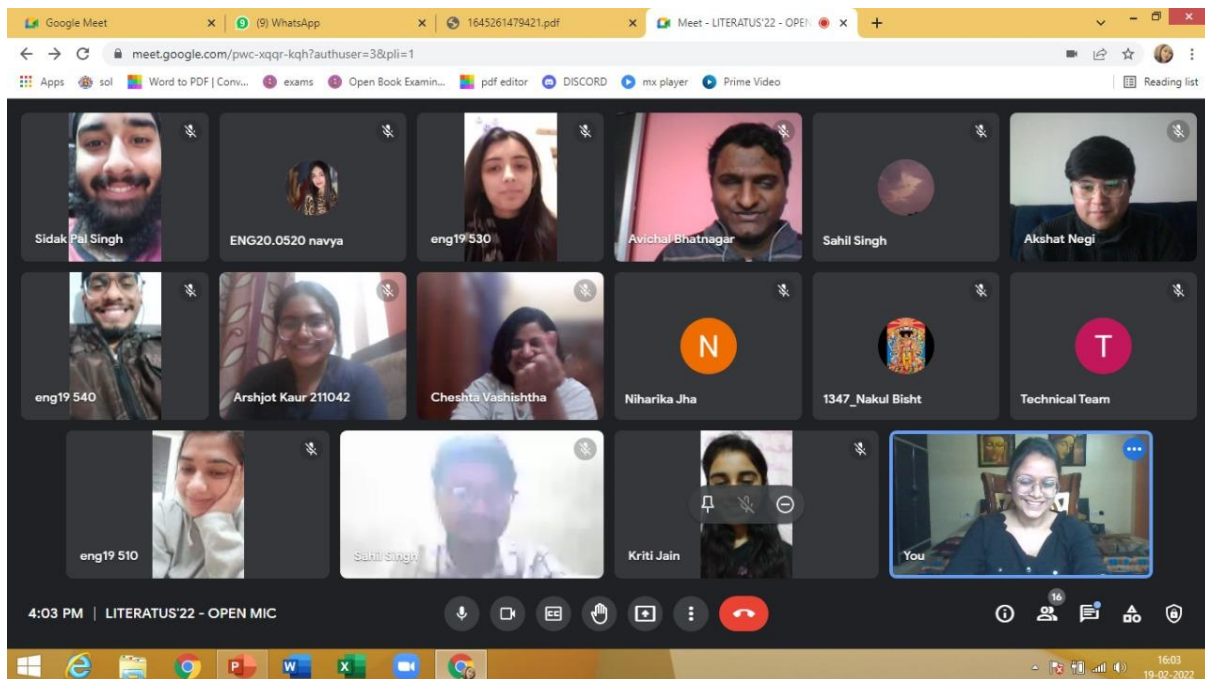 Google Meet
9
(9) WhatsApp
1645261479421.pdf
Meet - LITERATUS'22 - OPEN
meet.google.com/pwc-xqqr-kqh?authuser=3&pli=1
Apps
sol
Word to PDF | Conv...
exams
Open Book Examin...
pdf editor
DISCORD
mx player
Prime Video
Reading list
Sidak Pal Singh
ENG20.0520 navya
eng19 530
Avichal Bhatnagar
Sahil Singh
Akshat Negi
eng19 540
Arshjot Kaur 211042
Cheshta Vashishtha
N
Niharika Jha
1347_Nakul Bisht
T
Technical Team
eng19 510
Sahil Singh
Kriti Jain
You
4:03 PM | LITERATUS'22 - OPEN MIC
CC
16
16:03
19-02-2022